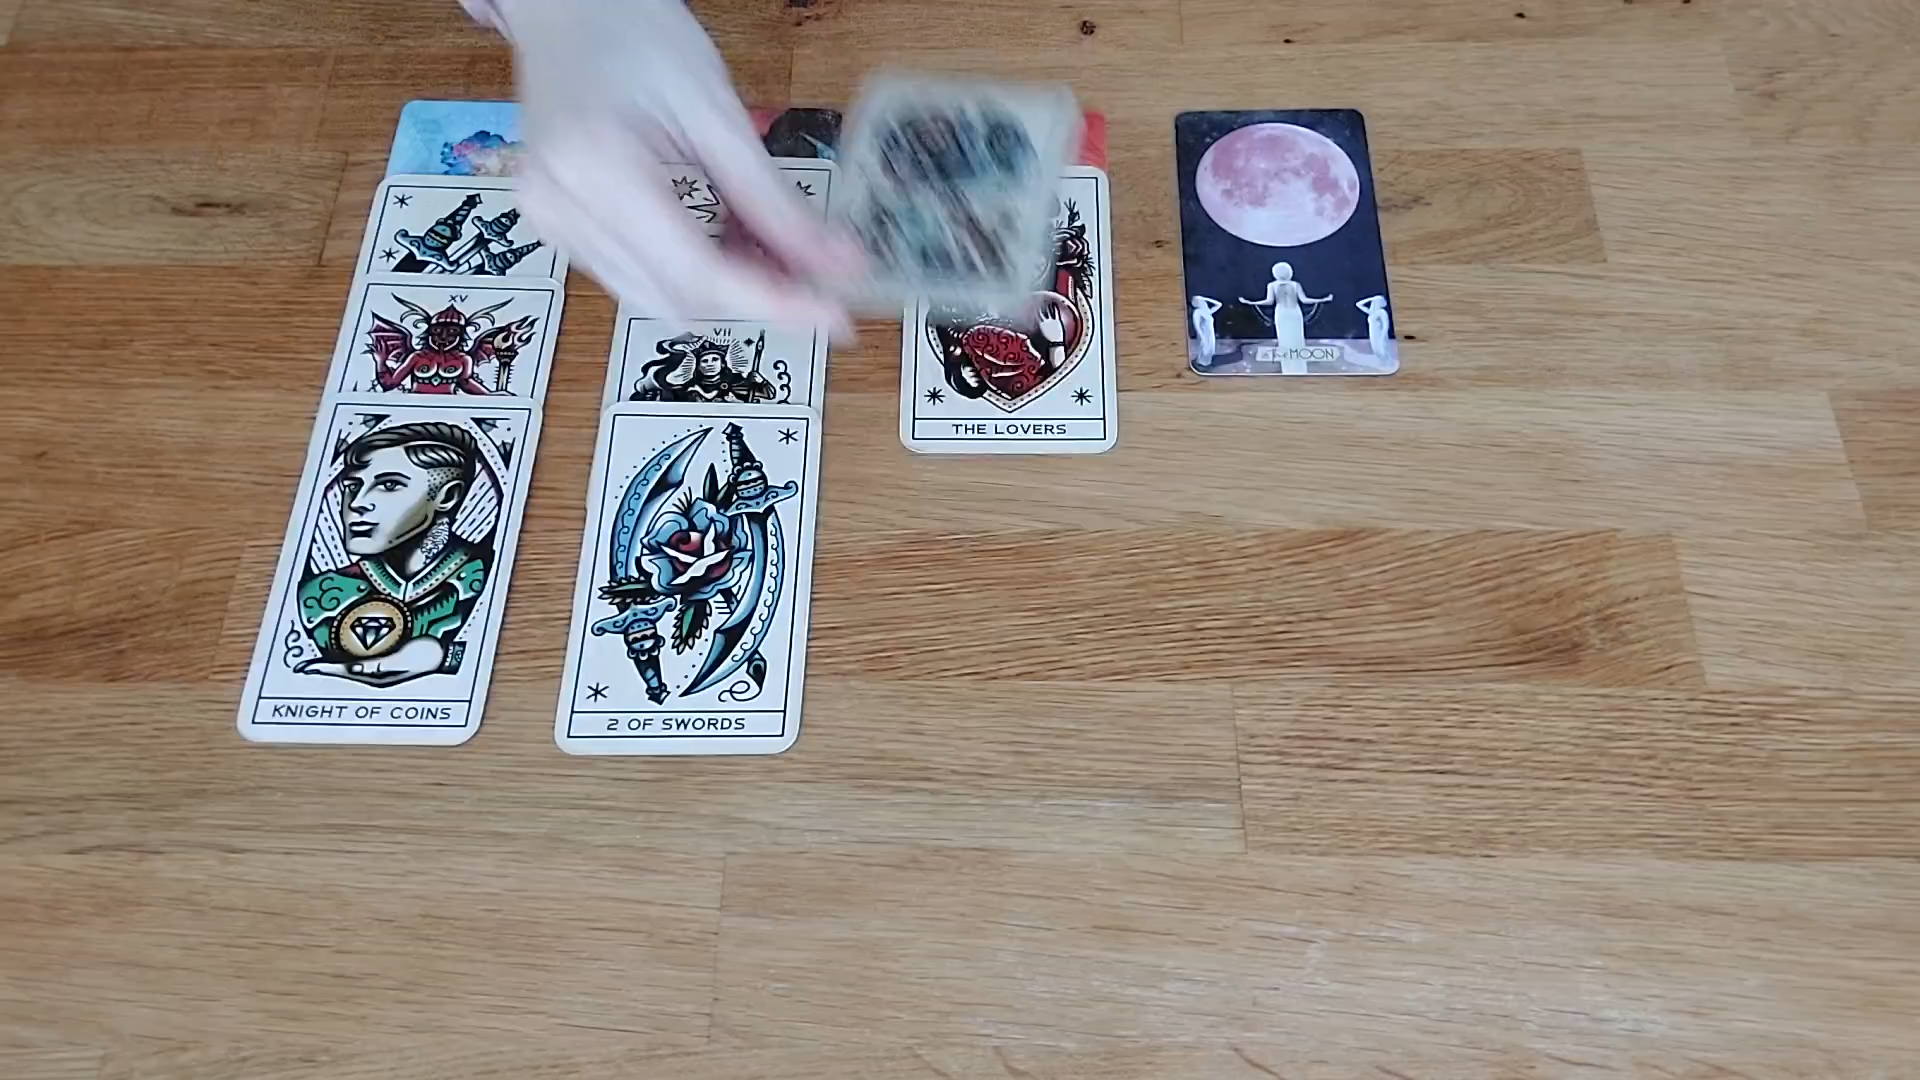 XV
VII
THE LOVERS
the MOON
KNIGHT OF COINS
2 OF SWORDS